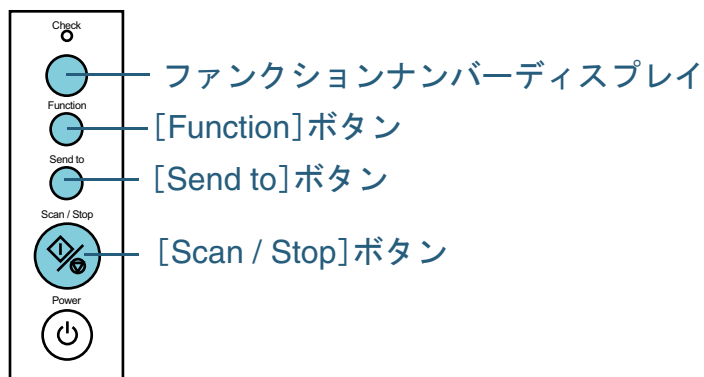 Check
ファンクションナンバーディスプレイ
Function
[Function]ボタン
Send to
[Send to]ボタン
Scan / Stop
[Scan / Stop]ボタン
Power